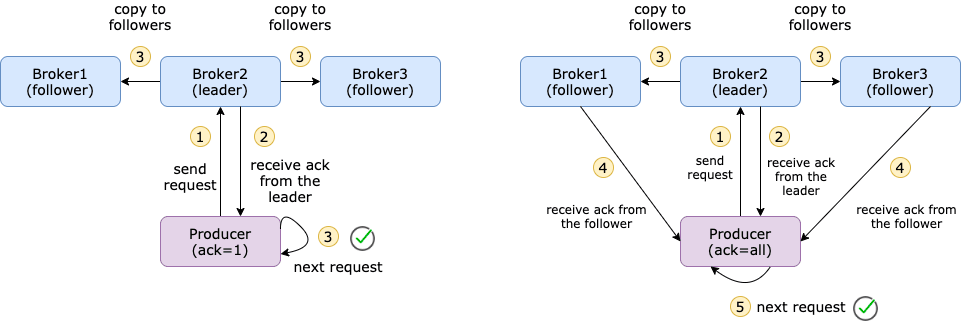 copy to
followers
copy to
followers
3
3
Broker1
(follower)
Broker2
(leader)
Broker3
(follower)
1
2
send
request
receive ack
from the
leader
Producer
(ack=1)
3
next request
copy to
followers
copy to
followers
3
3
Broker1
(follower)
Broker2
(leader)
Broker3
(follower)
1
2
4
4
send
request
receive ack
from the
leader
receive ack from
the follower
receive ack from
the follower
Producer
(ack=all)
5
next request